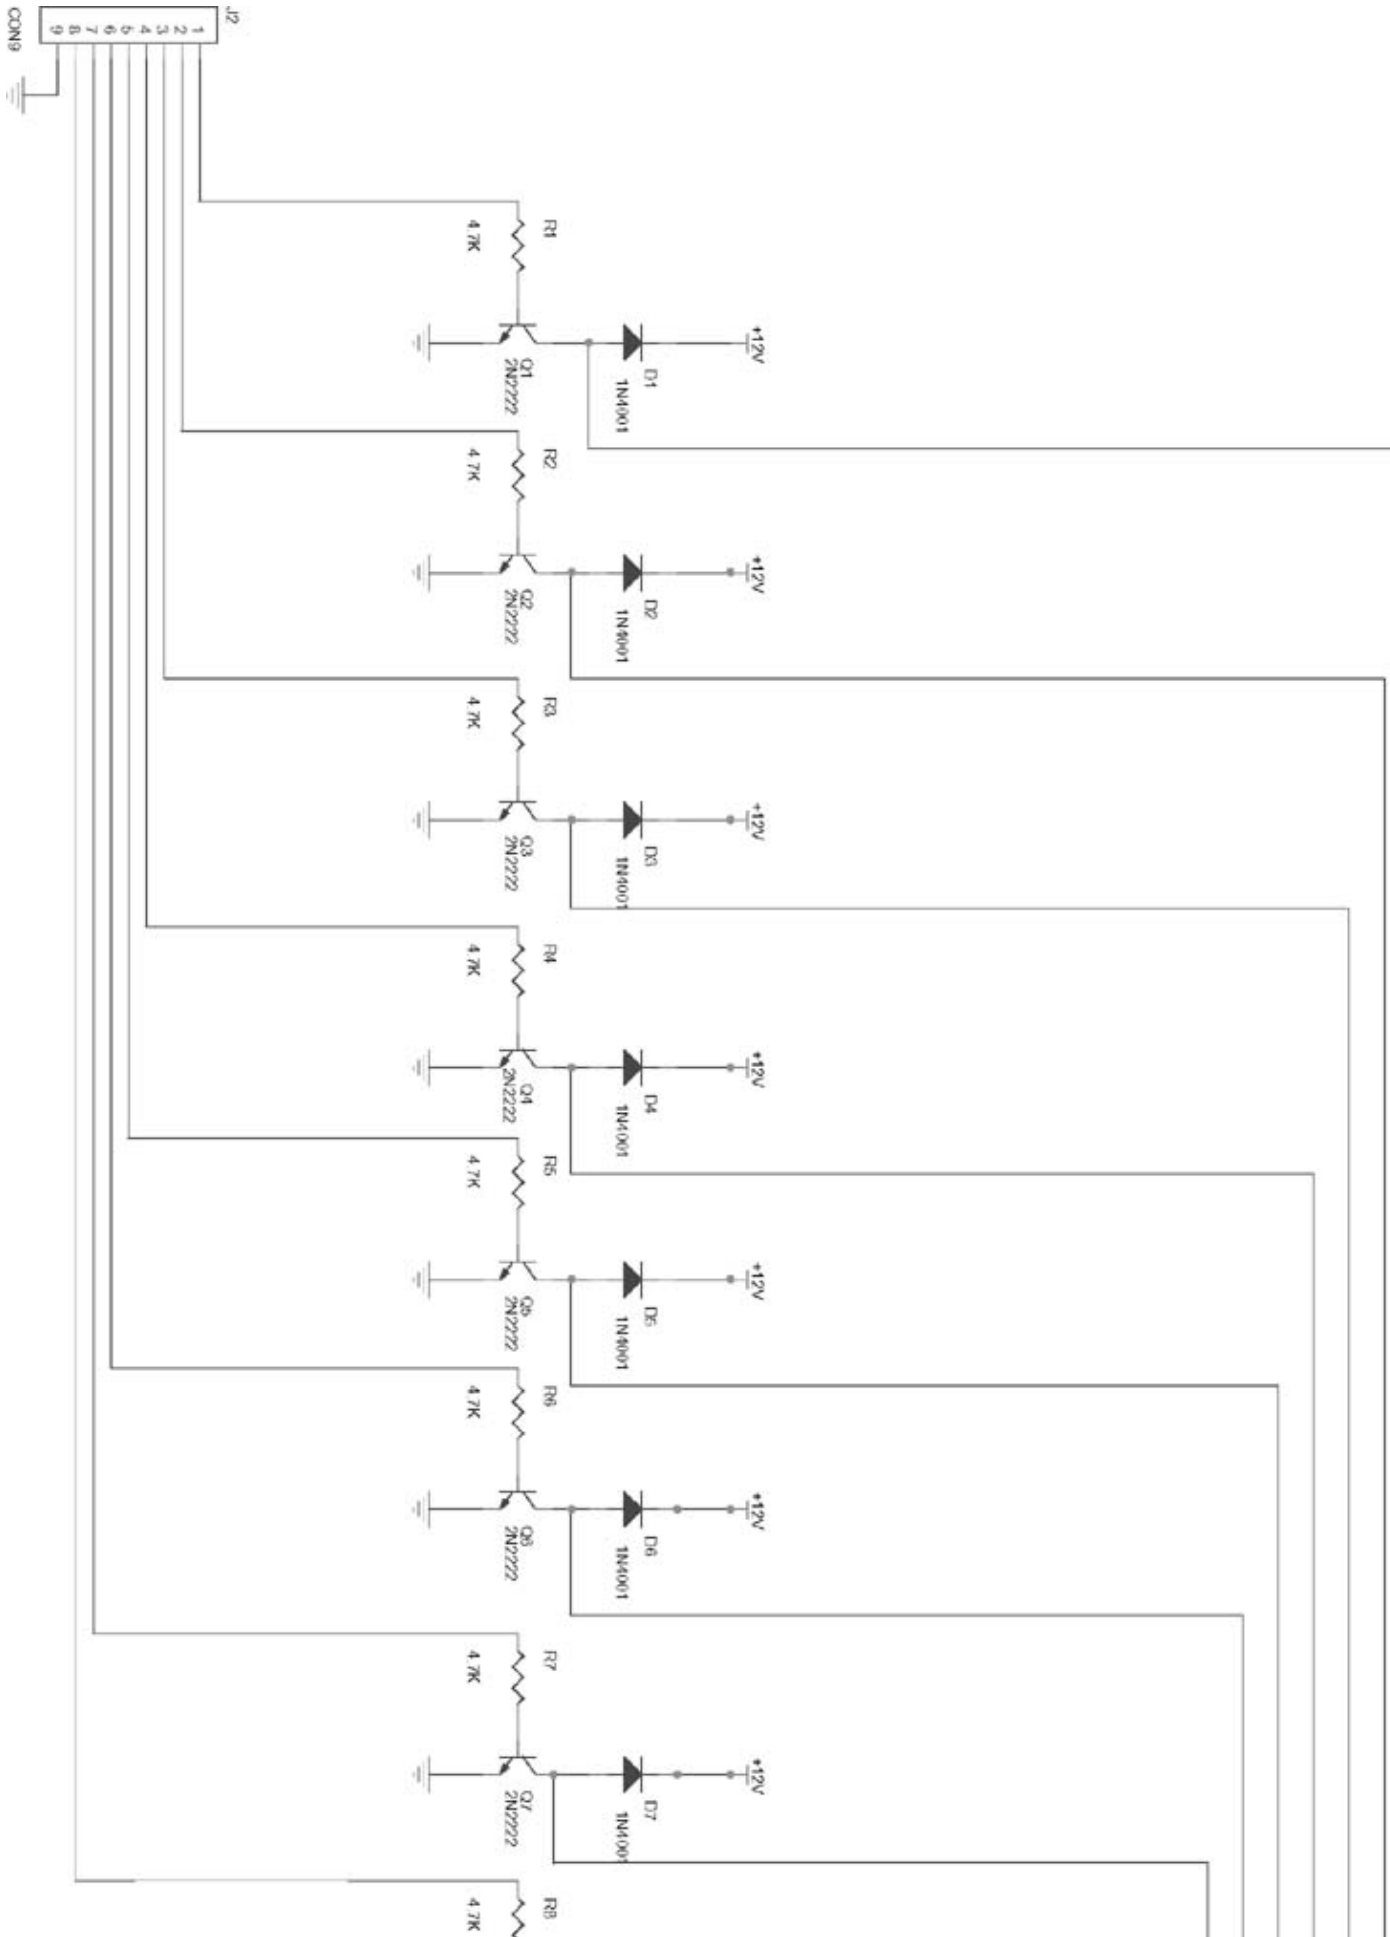 J2
1
2
3
4
5
6
7
8
9
CON9
R1
4.7K
+12V
Q1
2N2222
D1
1N4001
R2
4.7K
+12V
Q2
2N2222
D2
1N4001
R3
4.7K
+12V
Q3
2N2222
D3
1N4001
R4
4.7K
+12V
Q4
2N2222
D4
1N4001
R5
4.7K
+12V
Q5
2N2222
D5
1N4001
R6
4.7K
+12V
Q6
2N2222
D6
1N4001
R7
4.7K
+12V
Q7
2N2222
D7
1N4001
R8
4.7K